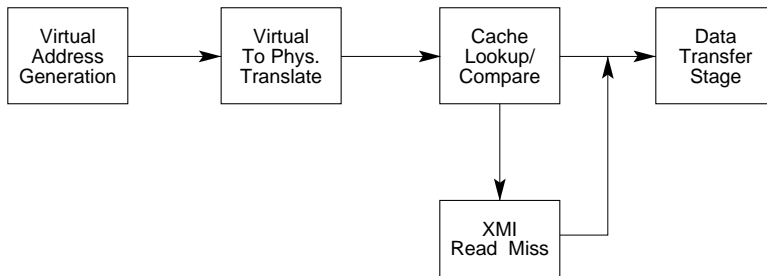 Virtual
Address
Generation
Virtual
To Phys.
Translate
Cache
Lookup/
Compare
Data
Transfer
Stage
XMI
Read Miss